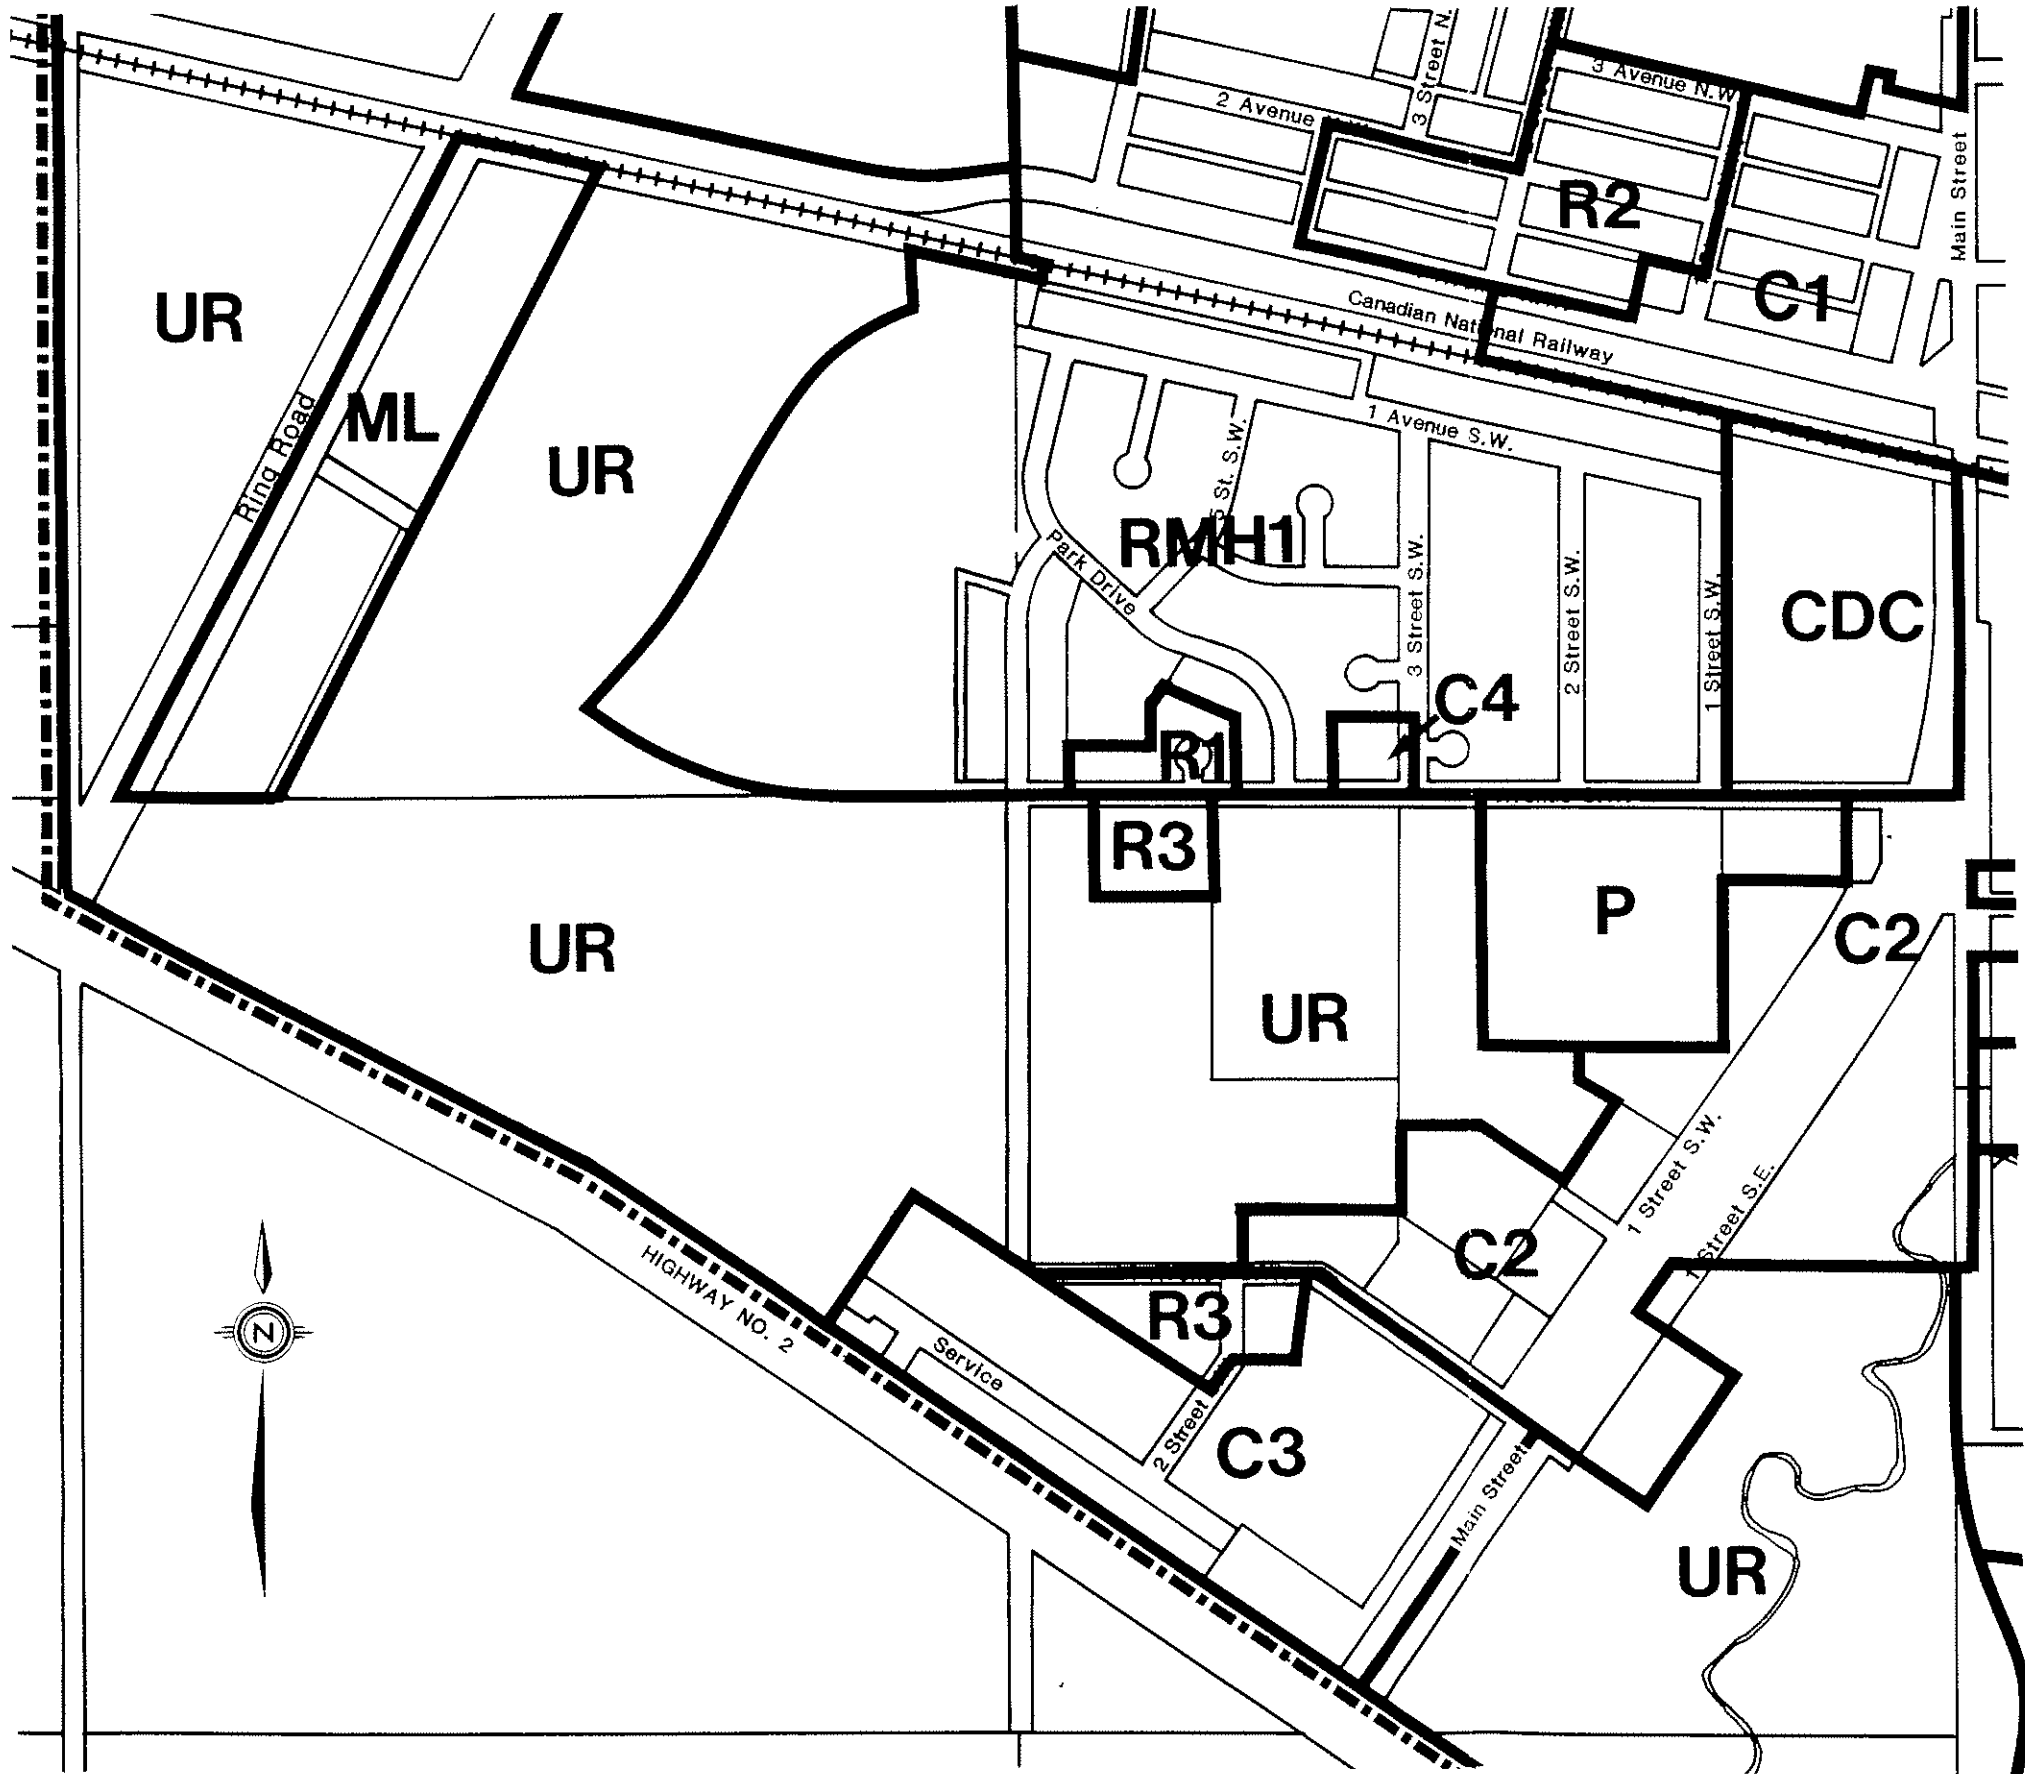 3 Street N.
3 Avenue N.W.
2 Avenue
Main Street
R2
C1
UR
Canadian National Railway
ML
Ring Road
UR
1 Avenue S.W.
5 St. S.W.
RMH1
Park Drive
3 Street S.W.
2 Street S.W.
1 Street S.W.
CDC
C4
R1
R3
P
C2
UR
UR
1 Street S.W.
1 Street S.E.
C2
HIGHWAY NO. 2
N
R3
Service
2 Street
C3
Main Street
UR